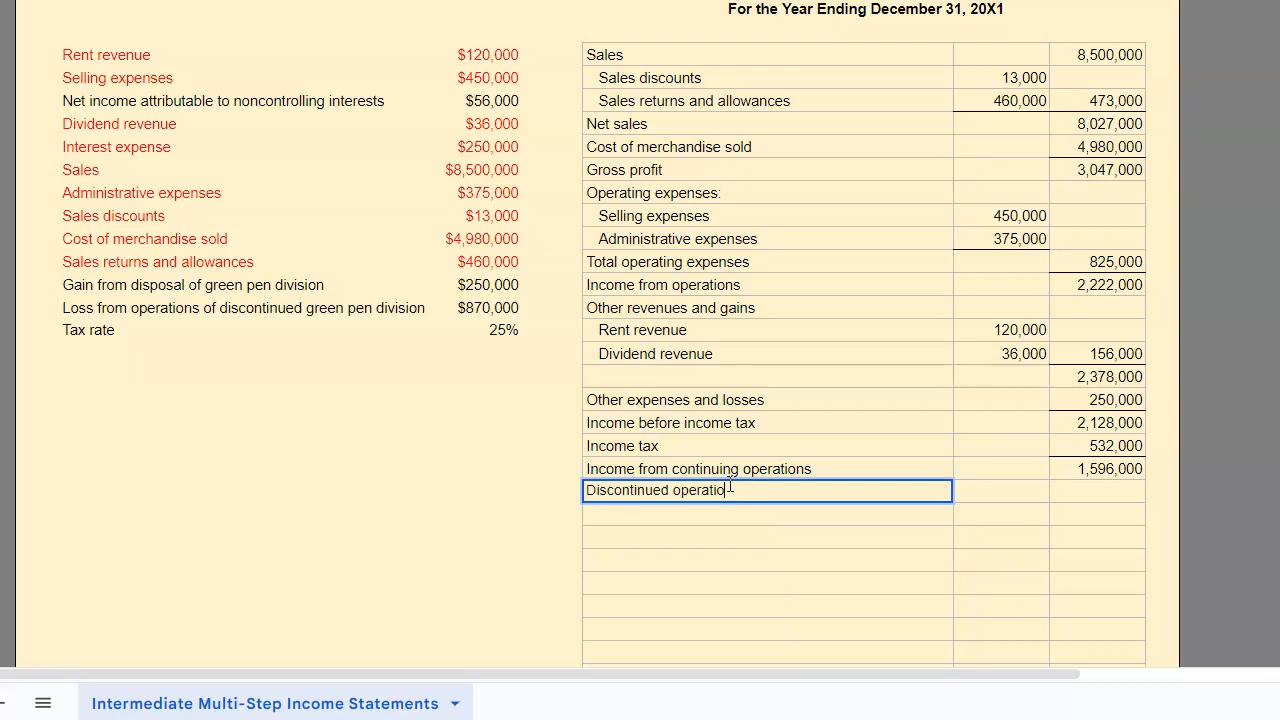 For the Year Ending December 31, 20X1
Rent revenue $120,000
Selling expenses $450,000
Net income attributable to noncontrolling interests $56,000
Dividend revenue $36,000
Interest expense $250,000
Sales $8,500,000
Administrative expenses $375,000
Sales discounts $13,000
Cost of merchandise sold $4,980,000
Sales returns and allowances $460,000
Gain from disposal of green pen division $250,000
Loss from operations of discontinued green pen division $870,000
Tax rate 25%
Sales 8,500,000
Sales discounts 13,000
Sales returns and allowances 460,000 473,000
Net sales 8,027,000
Cost of merchandise sold 4,980,000
Gross profit 3,047,000
Operating expenses:
Selling expenses 450,000
Administrative expenses 375,000
Total operating expenses 825,000
Income from operations 2,222,000
Other revenues and gains
Rent revenue 120,000
Dividend revenue 36,000 156,000
2,378,000
Other expenses and losses 250,000
Income before income tax 2,128,000
Income tax 532,000
Income from continuing operations 1,596,000
Discontinued operatio
Intermediate Multi-Step Income Statements